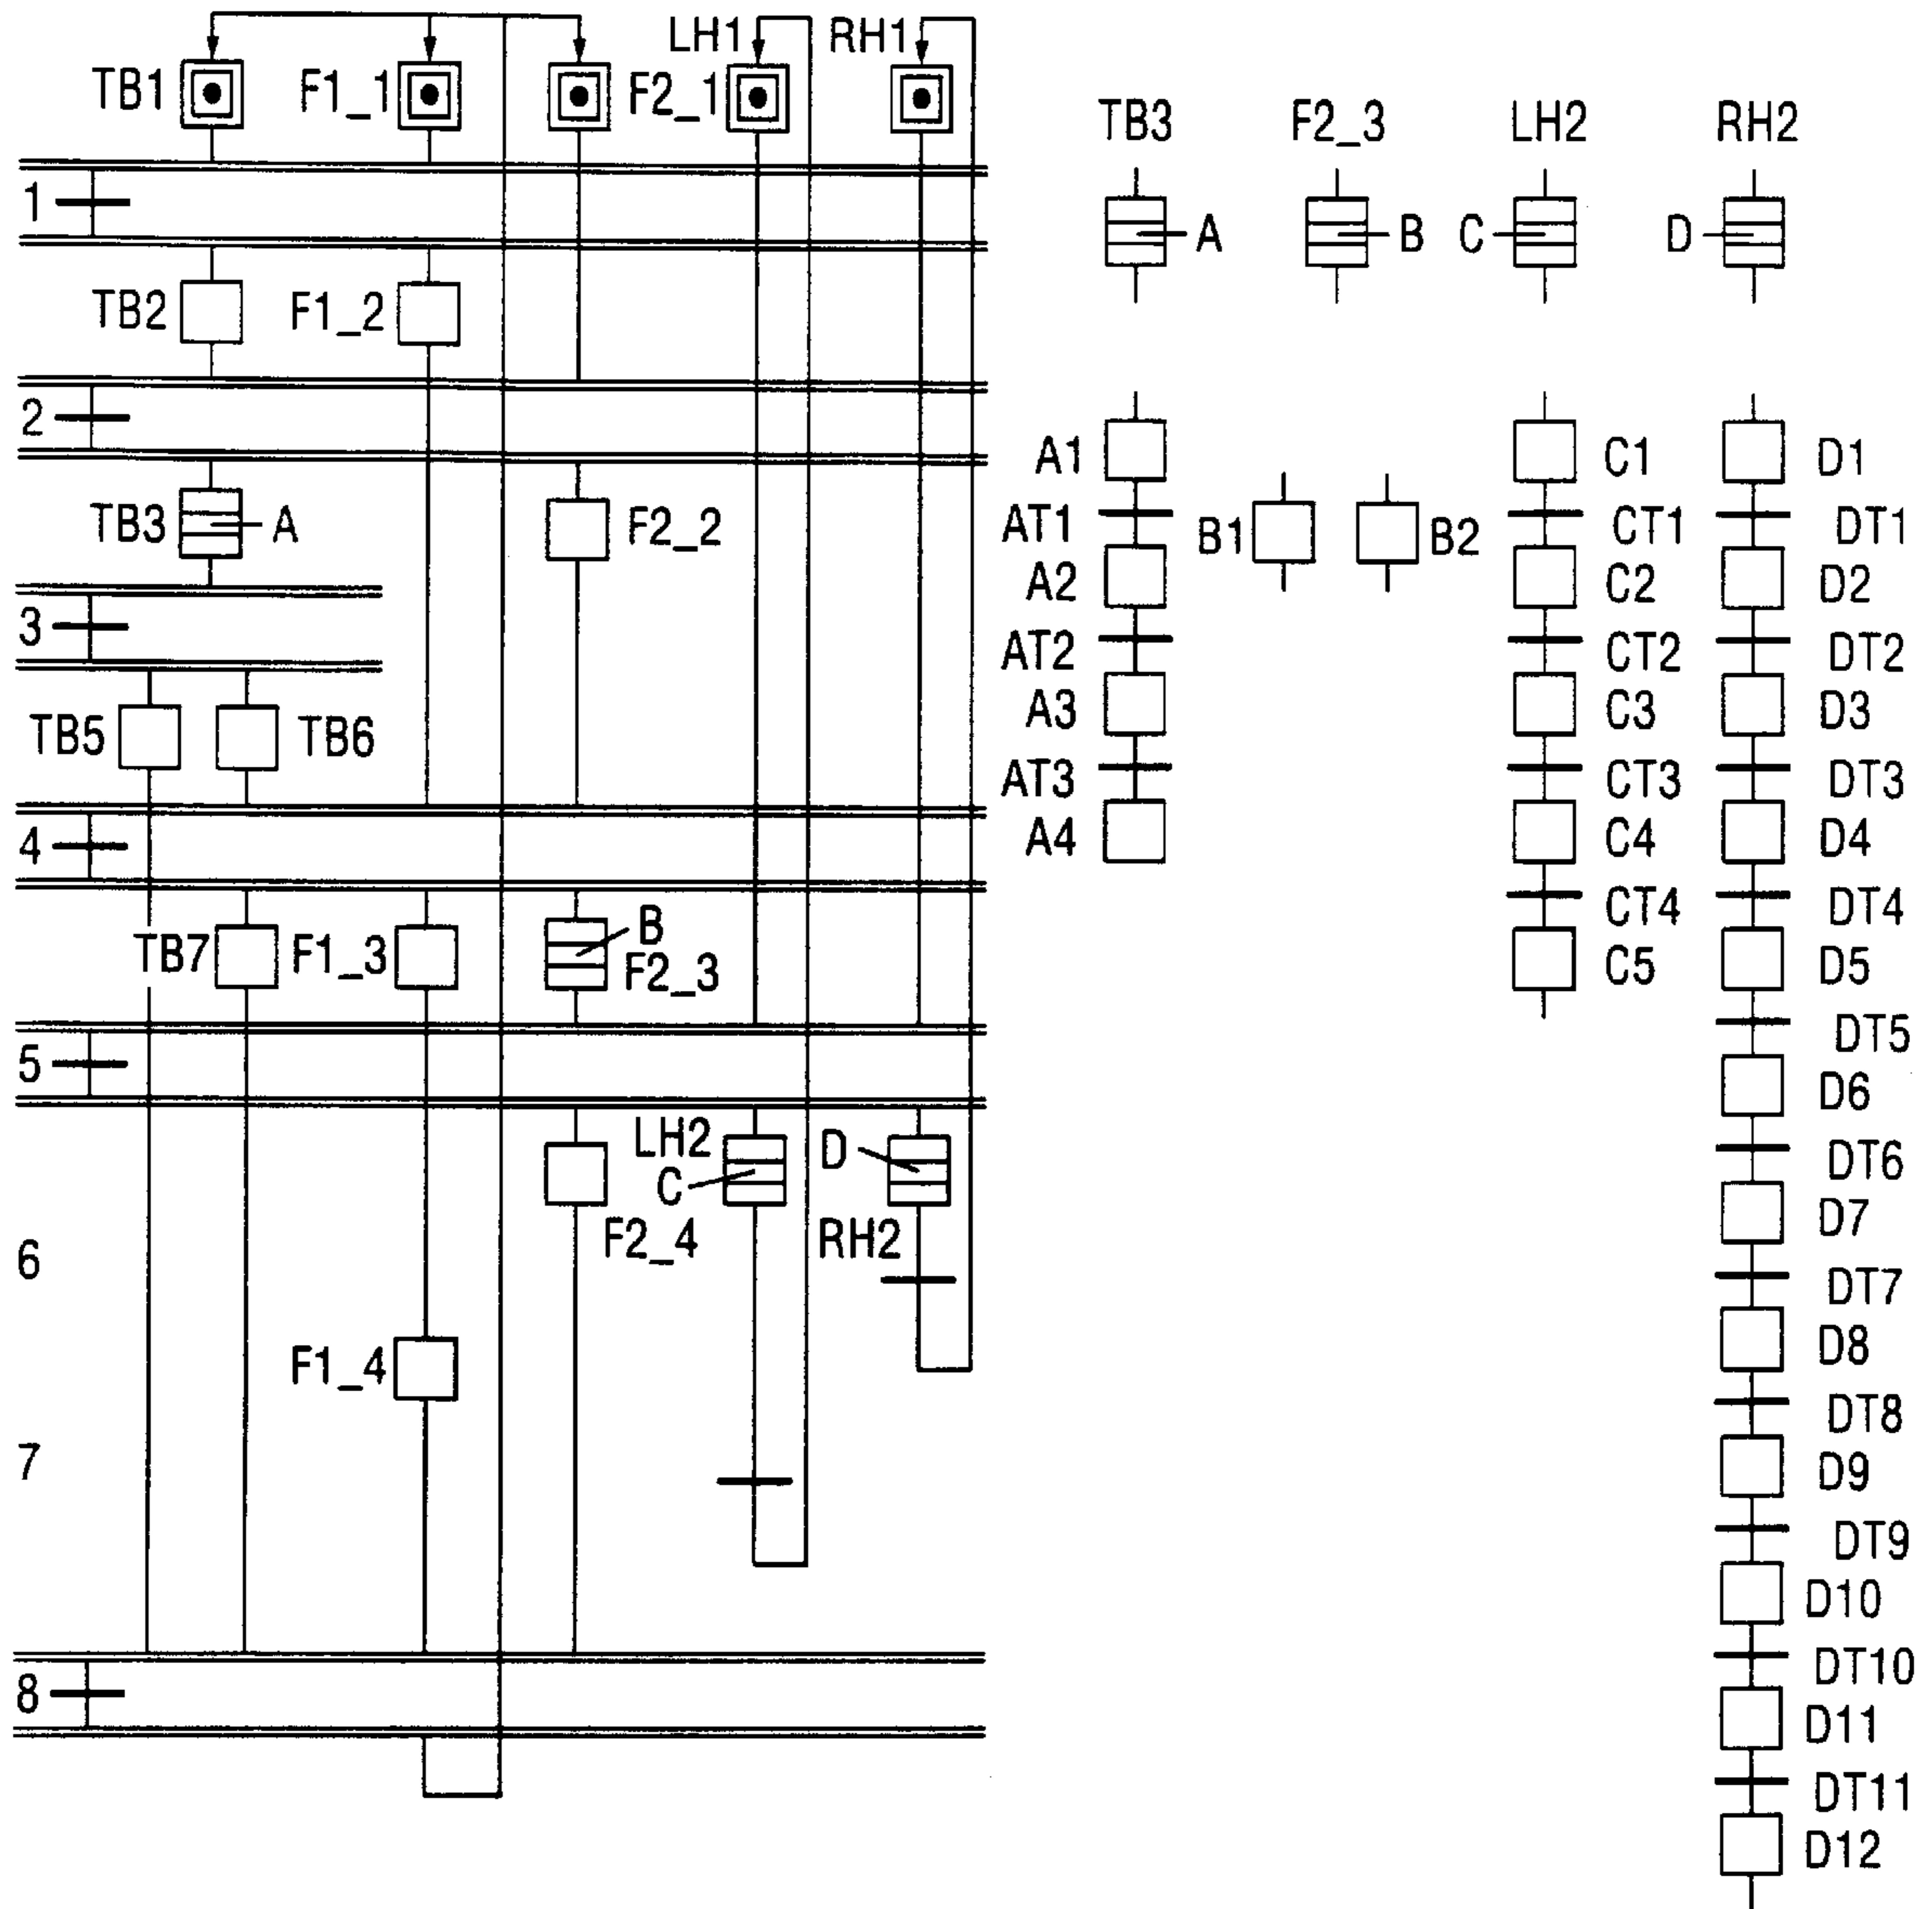 LH1 RH1
TB1 F1_1 F2_1
1
TB2 F1_2
2
TB3 A F2_2
3
TB5 TB6
4
TB7 F1_3 B
F2_3
5
LH2 D
C
F2_4 RH2
6
F1_4
7
8
TB3 F2_3 LH2 RH2
A B C D
A1
AT1
A2
AT2
A3
AT3
A4
B1 B2
C1
CT1
C2
CT2
C3
CT3
C4
CT4
C5
D1
DT1
D2
DT2
D3
DT3
D4
DT4
D5
DT5
D6
DT6
D7
DT7
D8
DT8
D9
DT9
D10
DT10
D11
DT11
D12